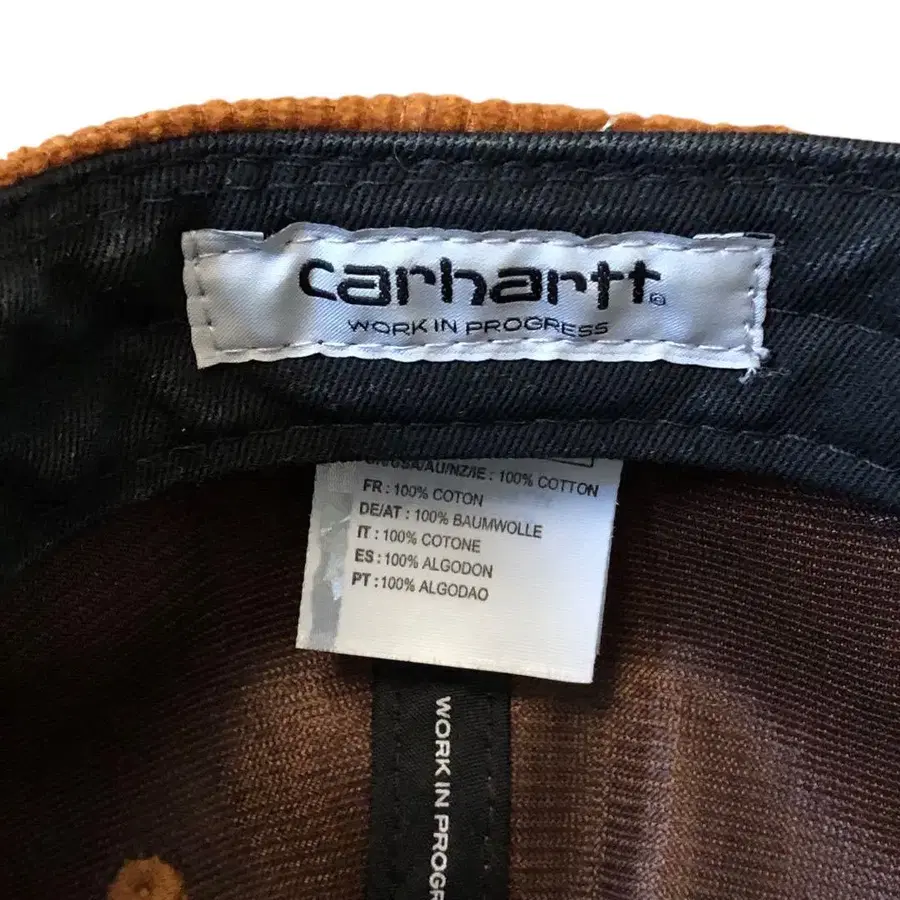 carhartt®
WORK IN PROGRESS
: 100% COTTON
FR : 100% COTON
DE/AT : 100% BAUMWOLLE
IT : 100% COTONE
ES : 100% ALGODON
PT : 100% ALGODAO
WORK IN PROGR